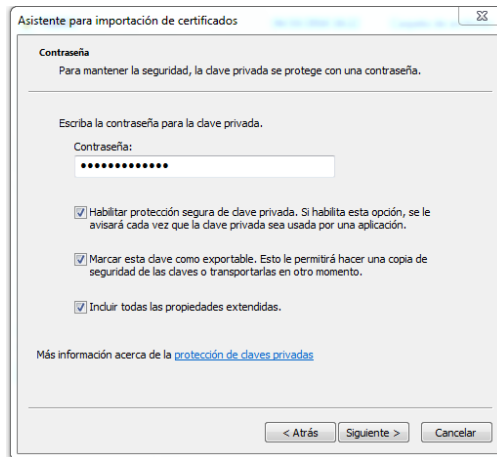 Asistente para importación de certificados
Contraseña
Para mantener la seguridad, la clave privada se protege con una contraseña.
Escriba la contraseña para la clave privada.
Contraseña:
•••••••••••••
Habilitar protección segura de clave privada. Si habilita esta opción, se le
avisará cada vez que la clave privada sea usada por una aplicación.
Marcar esta clave como exportable. Esto le permitirá hacer una copia de
seguridad de las claves o transportarlas en otro momento.
Incluir todas las propiedades extendidas.
Más información acerca de la protección de claves privadas
< Atrás Siguiente > Cancelar